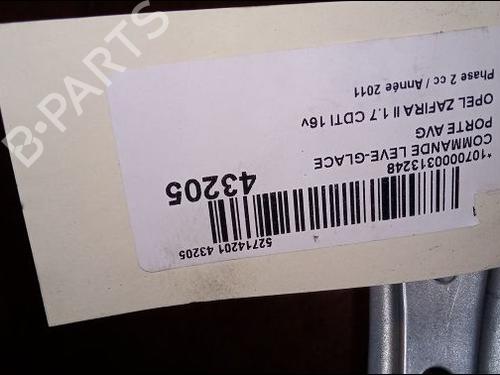 52714201 43205
43205
*1070000313248
COMMANDE LEVE-GLACE
PORTE AVG
OPEL ZAFIRA II 1.7 CDTI 16v
Phase 2 cc / Année 2011
B-PARTS